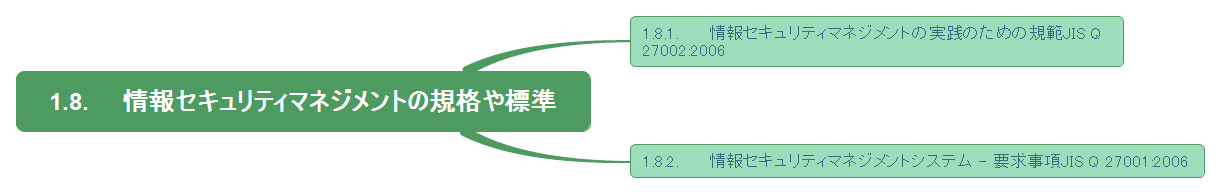 1.8.1. 情報セキュリティマネジメントの実践のための規範JIS Q
27002:2006
1.8. 情報セキュリティマネジメントの規格や標準
1.8.2. 情報セキュリティマネジメントシステム − 要求事項JIS Q 27001:2006